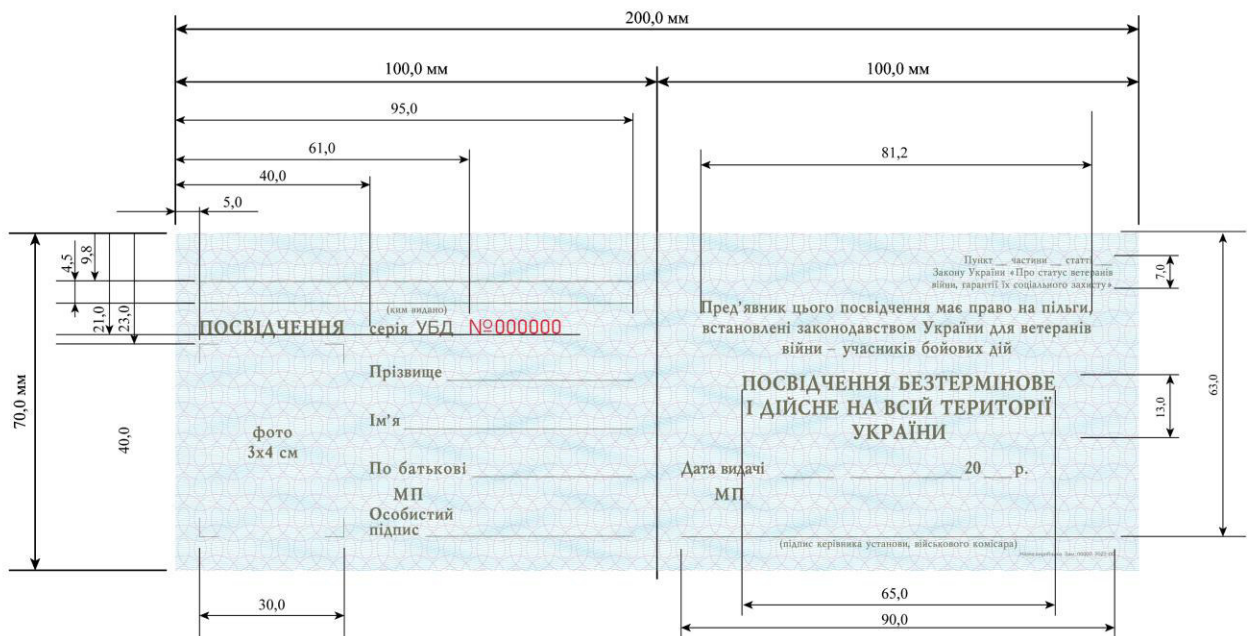 200,0 мм
100,0 мм
100,0 мм
95,0
61,0
81,2
40,0
5,0
4,5
9,8
21,0
23,0
70,0 мм
40,0
(ким видано)
ПОСВІДЧЕННЯ серія УБД №000000
Прізвище
Ім'я
фото
3х4 см
По батькові
МП
Особистий
підпис
30,0
Пункт __ частини __ статті __
Закону України «Про статус ветеранів
війни, гарантії їх соціального захисту»
7,0
Пред'явник цього посвідчення має право на пільги,
встановлені законодавством України для ветеранів
війни – учасників бойових дій
ПОСВІДЧЕННЯ БЕЗТЕРМІНОВЕ
І ДІЙСНЕ НА ВСІЙ ТЕРИТОРІЇ
УКРАЇНИ
13,0
63,0
Дата видачі ____ ________ 20 ___ р.
МП
(підпис керівника установи, військового комісара)
65,0
90,0